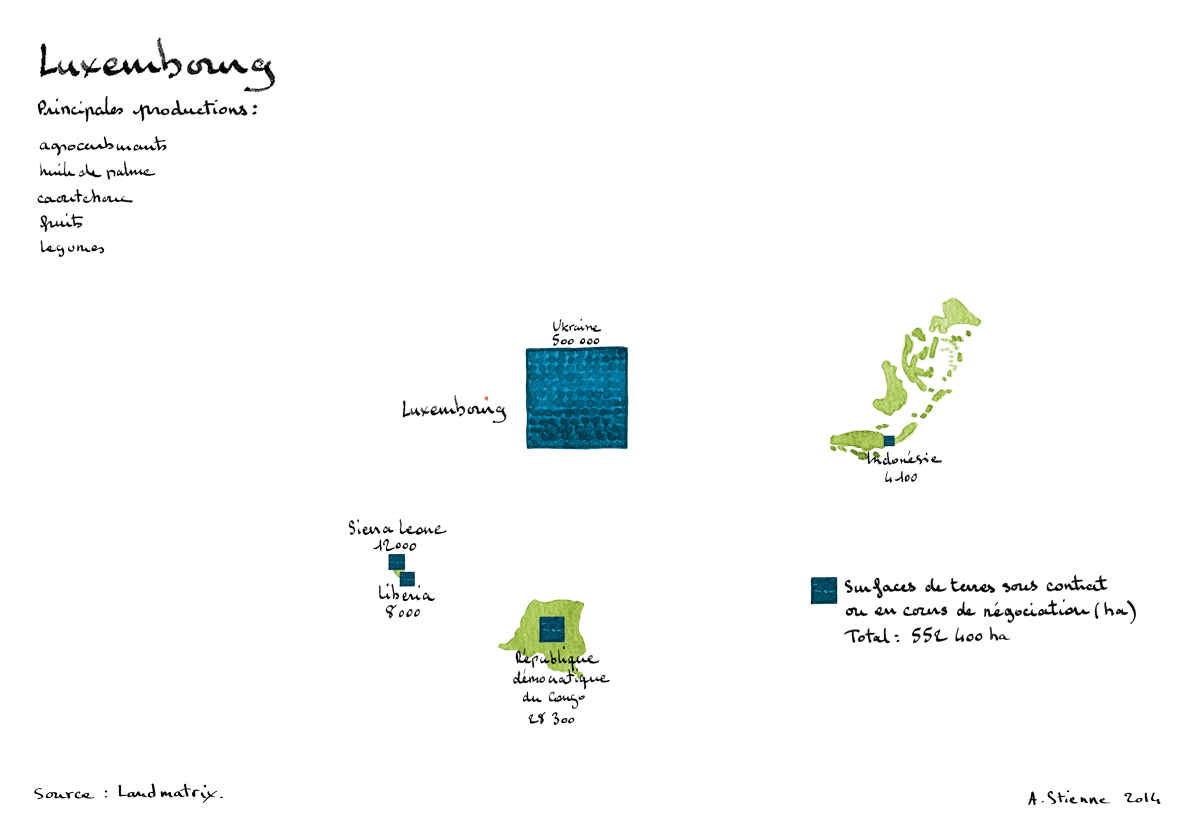 Luxembourg
Principales productions :
agrocarburants
huile de palme
caoutchouc
fruits
légumes
Ukraine
500 000
Luxembourg
Indonésie
4 100
Sierra Leone
12 000
Liberia
8 000
République
démocratique
du Congo
28 300
Surfaces de terres sous contrat
ou en cours de négociation (ha)
Total : 552 400 ha
Source : Landmatrix.
A. Stienne 2014